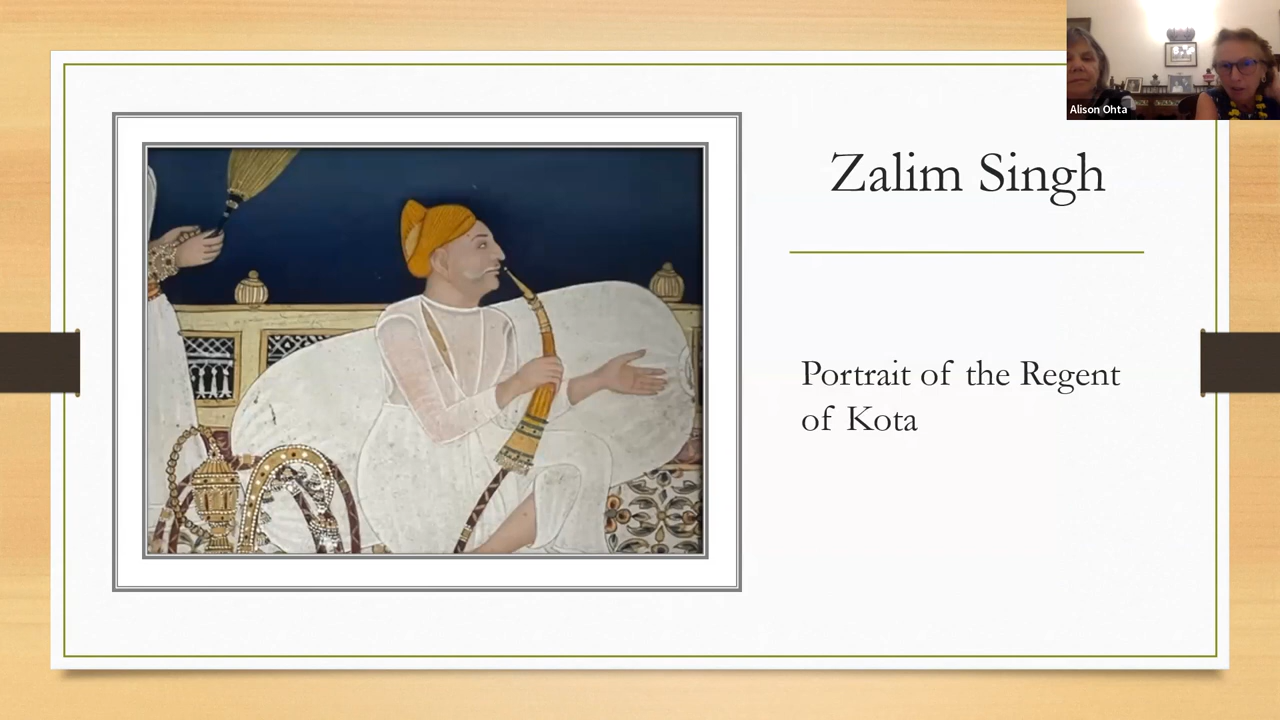 Alison Ohta
Zalim Singh
Portrait of the Regent
of Kota